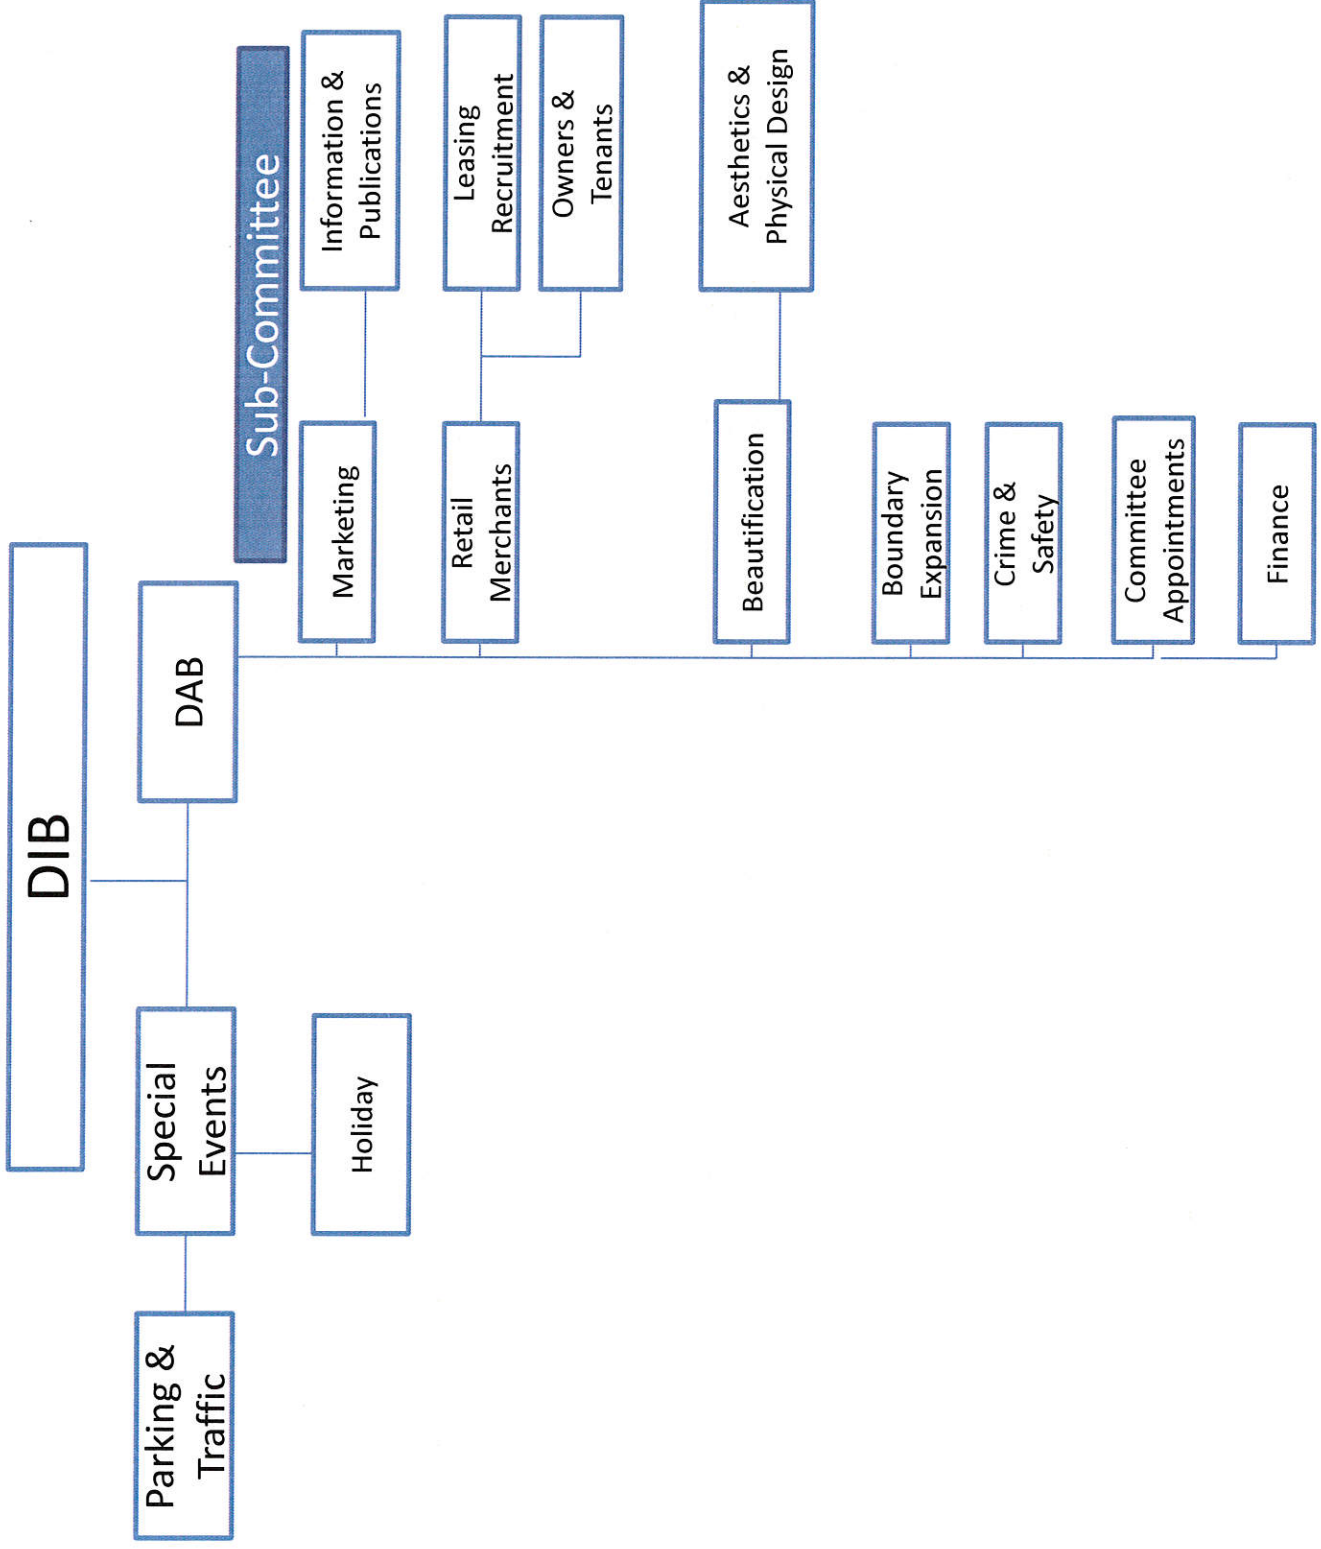 DIB
Parking &
Traffic
Special
Events
DAB
Holiday
Sub-Committee
Marketing
Information &
Publications
Retail
Merchants
Leasing
Recruitment
Owners &
Tenants
Beautification
Aesthetics &
Physical Design
Boundary
Expansion
Crime &
Safety
Committee
Appointments
Finance